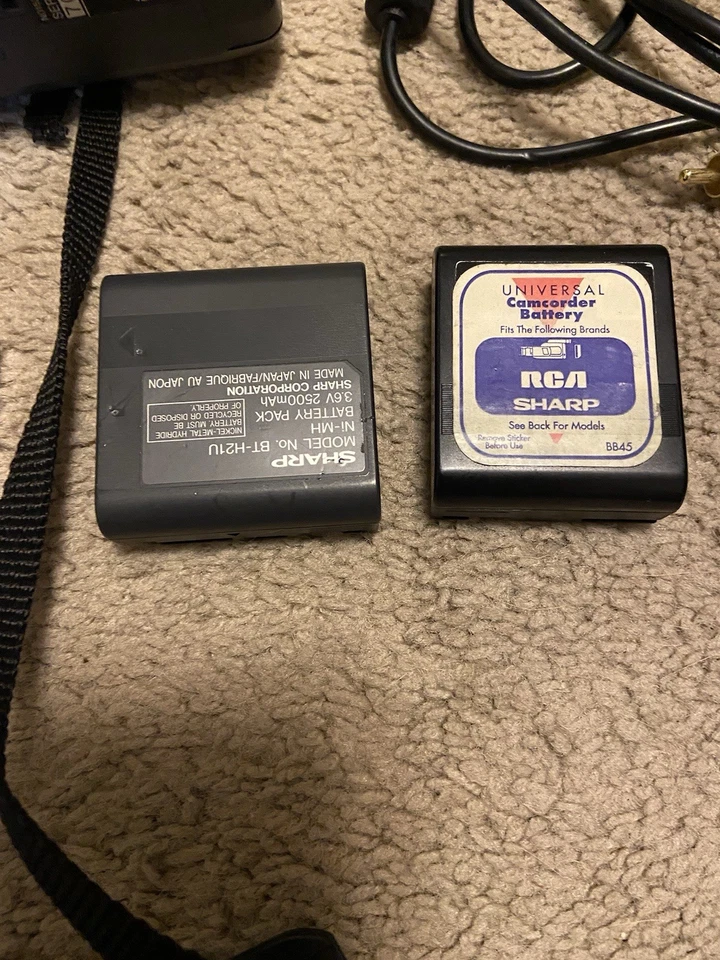 SHARP
MODEL NO. BT-H21U
Ni-MH
BATTERY PACK
3.6V 2500mAh
SHARP CORPORATION
MADE IN JAPAN/FABRIQUE AU JAPON
NICKEL-METAL HYDRIDE
BATTERY MUST BE
RECYCLED OR DISPOSED
OF PROPERLY.
UNIVERSAL
Camcorder
Battery
Fits The Following Brands
RCA
SHARP
See Back For Models
Remove Sticker
Before Use
BB45